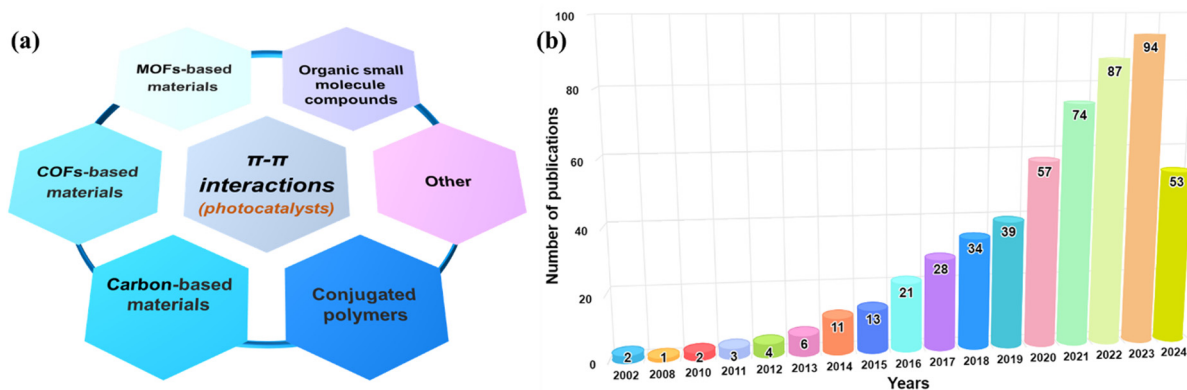 (a)
MOFs-based
materials
Organic small
molecule
compounds
COFs-based
materials
π-π
interactions
(photocatalysts)
Other
Carbon-based
materials
Conjugated
polymers
(b)
Number of publications
100
80
60
40
20
0
2
1
2
3
4
6
11
13
21
28
34
39
57
74
87
94
53
2002
2008
2010
2011
2012
2013
2014
2015
2016
2017
2018
2019
2020
2021
2022
2023
2024
Years